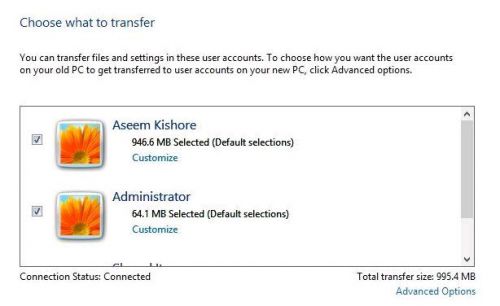 Choose what to transfer
You can transfer files and settings in these user accounts. To choose how you want the user accounts
on your old PC to get transferred to user accounts on your new PC, click Advanced options.
Aseem Kishore
946.6 MB Selected (Default selections)
Customize
Administrator
64.1 MB Selected (Default selections)
Customize
Connection Status: Connected
Total transfer size: 995.4 MB
Advanced Options